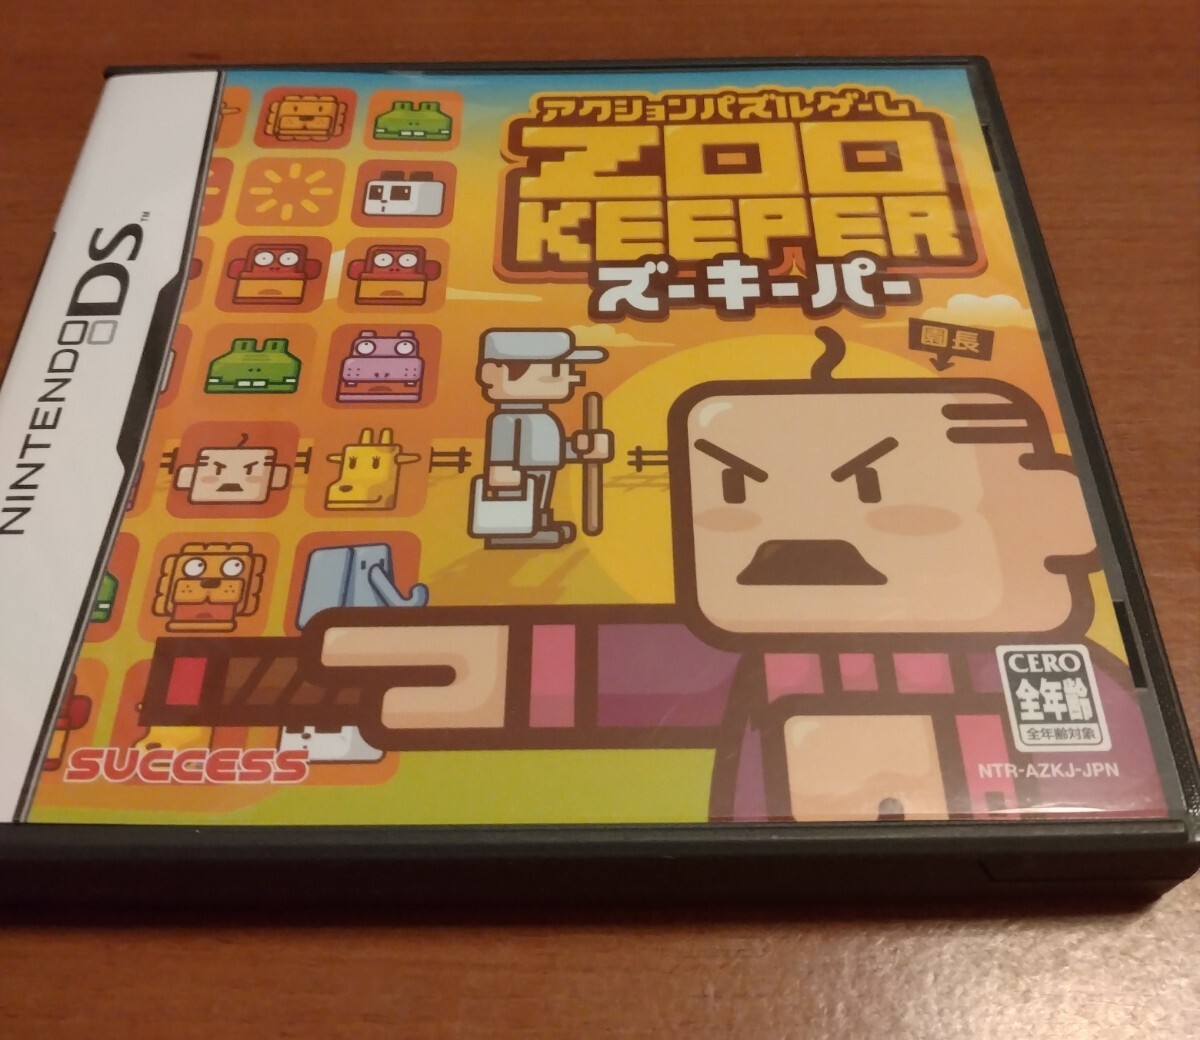 NINTENDO DS™
アクションパズルゲーム
ZOO
KEEPER
ズーキーパー
園長
CERO
全年齢
全年齢対象
SUCCESS
NTR-AZKJ-JPN